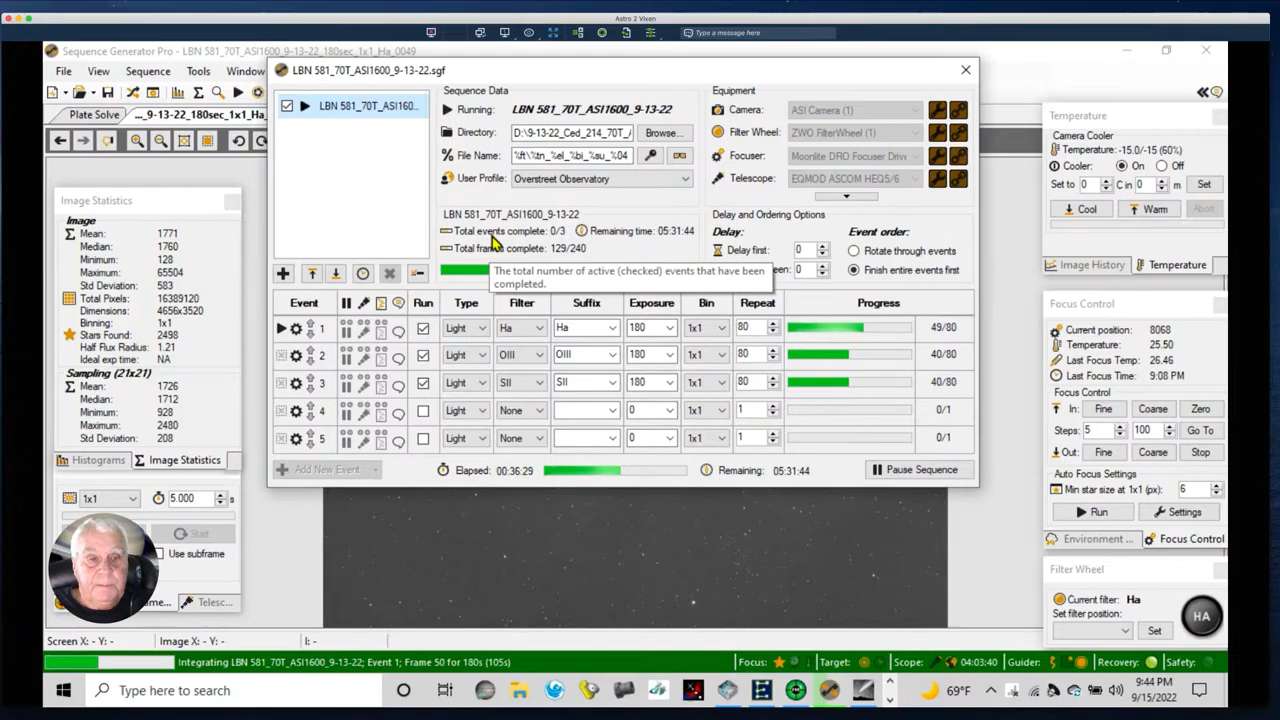 Astro 2 Vixen
Type a message here
Sequence Generator Pro - LBN 581_70T_ASI1600_9-13-22_180sec_1x1_Ha_0049
File View Sequence Tools Window
Plate Solve
..._9-13-22_180sec_1x1_Ha_
Image Statistics
Image
Mean: 1781
Median: 1760
Minimum: 128
Maximum: 65504
Std Deviation: 583
Total Pixels: 16389120
Dimensions: 4656x3520
Binning: 1x1
Stars Found: 2498
Half Flux Radius: 1.21
Ideal exp time: NA
Sampling (21x21)
Mean: 1726
Median: 1712
Minimum: 928
Maximum: 2480
Std Deviation: 208
Histograms
Image Statistics
1x1
5.000 s
Start
Use subframe
Telesc...
LBN 581_70T_ASI1600_9-13-22.sgf
LBN 581_70T_ASI160...
Sequence Data
Running: LBN 581_70T_ASI1600_9-13-22
Directory: D:\9-13-22_Ced_214_70T_ Browse...
File Name: %ft\%tn_%el_%bi_%su_%04
User Profile: Overstreet Observatory
LBN 581_70T_ASI1600_9-13-22
Total events complete: 0/3 Remaining time: 05:31:44
Total frames complete: 129/240
The total number of active (checked) events that have been
completed.
Equipment
Camera: ASI Camera (1)
Filter Wheel: ZWO FilterWheel (1)
Focuser: Moonlite DRO Focuser Drive
Telescope: EQMOD ASCOM HEQ5/6
Delay and Ordering Options
Delay: Event order:
Delay first: 0 Rotate through events
0 Finish entire events first
Event Run Type Filter Suffix Exposure Bin Repeat Progress
1 Light Ha Ha 180 1x1 80 49/80
2 Light OIII OIII 180 1x1 80 40/80
3 Light SII SII 180 1x1 80 40/80
4 Light None 0 1x1 1 0/1
5 Light None 0 1x1 1 0/1
Add New Event
Elapsed: 00:36:29
Remaining: 05:31:44
Pause Sequence
Temperature
Camera Cooler
Temperature: -15.0/-15 (60%)
Cooler: On Off
Set to 0 C in 0 m Set
Cool Warm Abort
Image History Temperature
Focus Control
Current position: 8068
Temperature: 25.50
Last Focus Temp: 26.46
Last Focus Time: 9:08 PM
Focus Control
In: Fine Coarse Zero
Steps: 5 100 Go To
Out: Fine Coarse Stop
Auto Focus Settings
Min star size at 1x1 (px): 6
Run Settings
Environment ... Focus Control
Filter Wheel
Current filter: Ha
Set filter position:
Set
HA
Screen X: - Y: - Image X: - Y: - I: -
Integrating LBN 581_70T_ASI1600_9-13-22; Event 1; Frame 50 for 180s (105s)
Focus: Target: Scope: 04:03:40 Guider: Recovery: Safety:
Type here to search
69°F
9:44 PM
9/15/2022